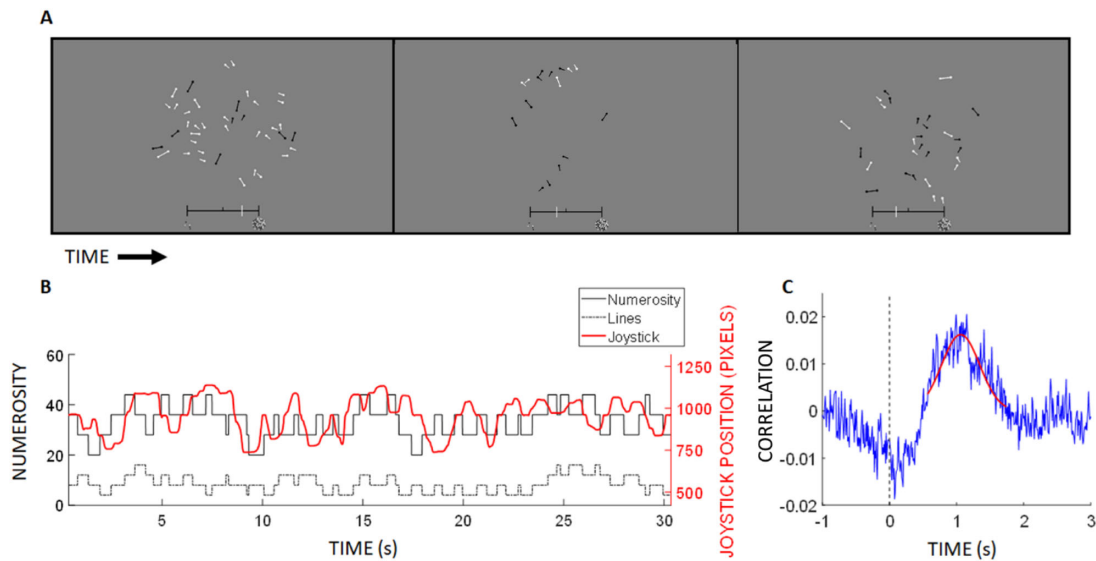 A
TIME
B
Numerosity
Lines
Joystick
NUMEROSITY
60
40
20
0
5
10
15
20
25
30
TIME (s)
1250
1000
750
500
JOYSTICK POSITION (PIXELS)
C
CORRELATION
0.02
0.01
0
-0.01
-0.02
-1
0
1
2
3
TIME (s)